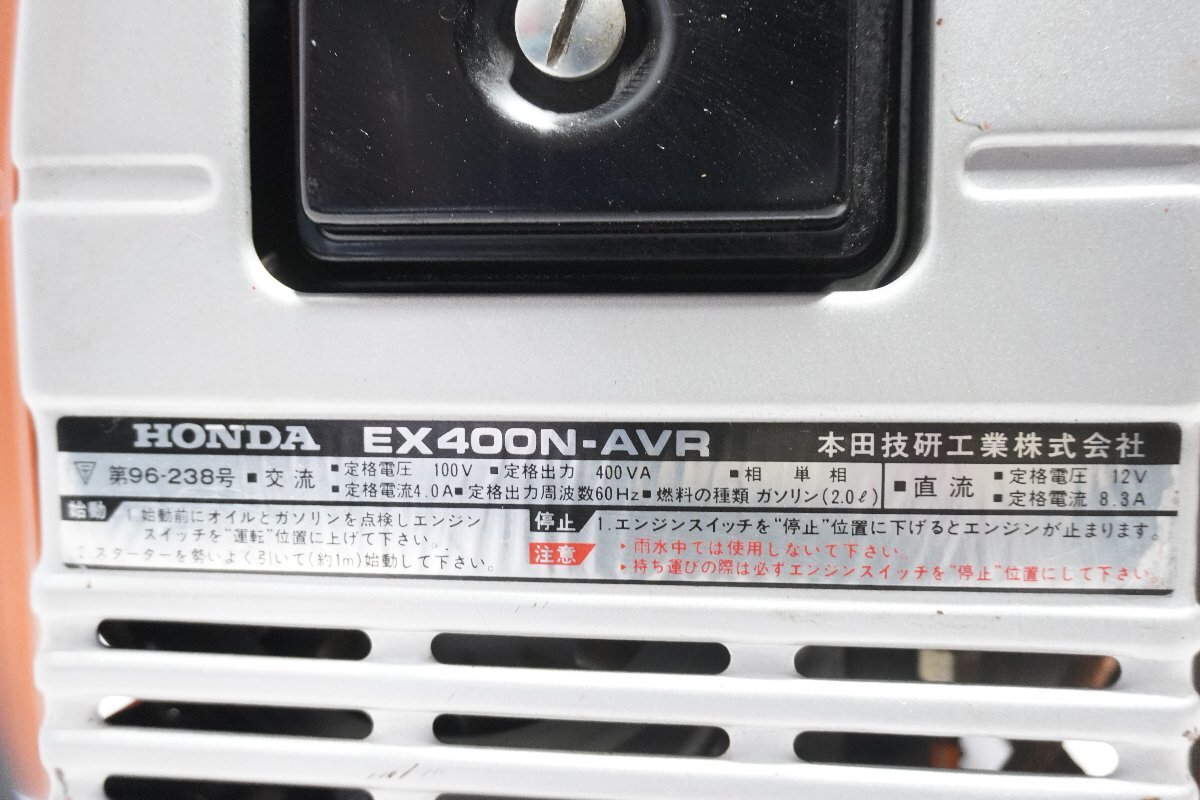 HONDA EX400N-AVR 本田技研工業株式会社
〒 第96-238号 ■交流 ■定格電圧 100V ■定格出力 400VA ■相 単相 ■直流 ■定格電圧 12V
■定格電流4.0A ■定格出力周波数60Hz ■燃料の種類 ガソリン(2.0ℓ) ■定格電流 8.3A
始動 1.始動前にオイルとガソリンを点検しエンジン
スイッチを"運転"位置に上げて下さい。
2.スターターを勢いよく引いて(約1m)始動して下さい。
停止 1.エンジンスイッチを"停止"位置に下げるとエンジンが止まります。
注意 ▸雨水中では使用しないで下さい。
▸持ち運びの際は必ずエンジンスイッチを"停止"位置にして下さい。